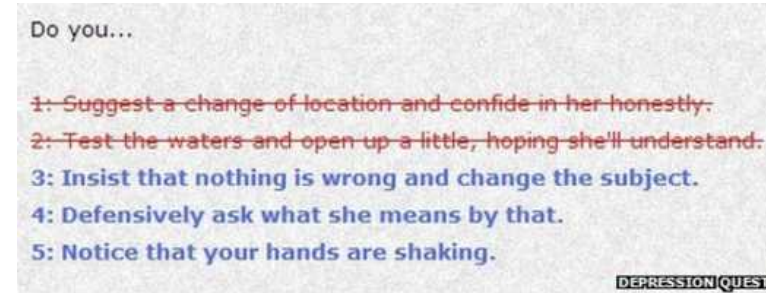 Do you...
1: Suggest a change of location and confide in her honestly.
2: Test the waters and open up a little, hoping she'll understand.
3: Insist that nothing is wrong and change the subject.
4: Defensively ask what she means by that.
5: Notice that your hands are shaking.
DEPRESSION QUEST